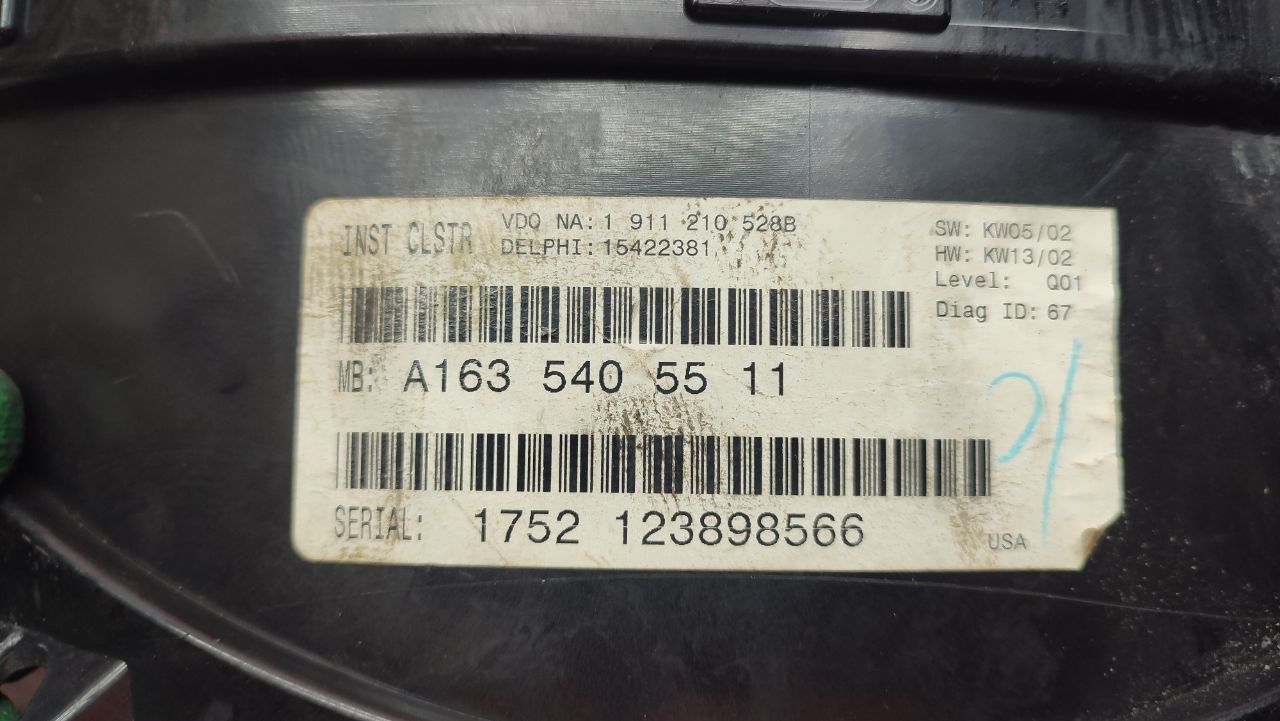 INST CLSTR
VDO NA: 1 911 210 528B
DELPHI: 15422381
SW: KW05/02
HW: KW13/02
Level: Q01
Diag ID: 67
MB: A163 540 55 11
SERIAL: 1752 123898566
USA